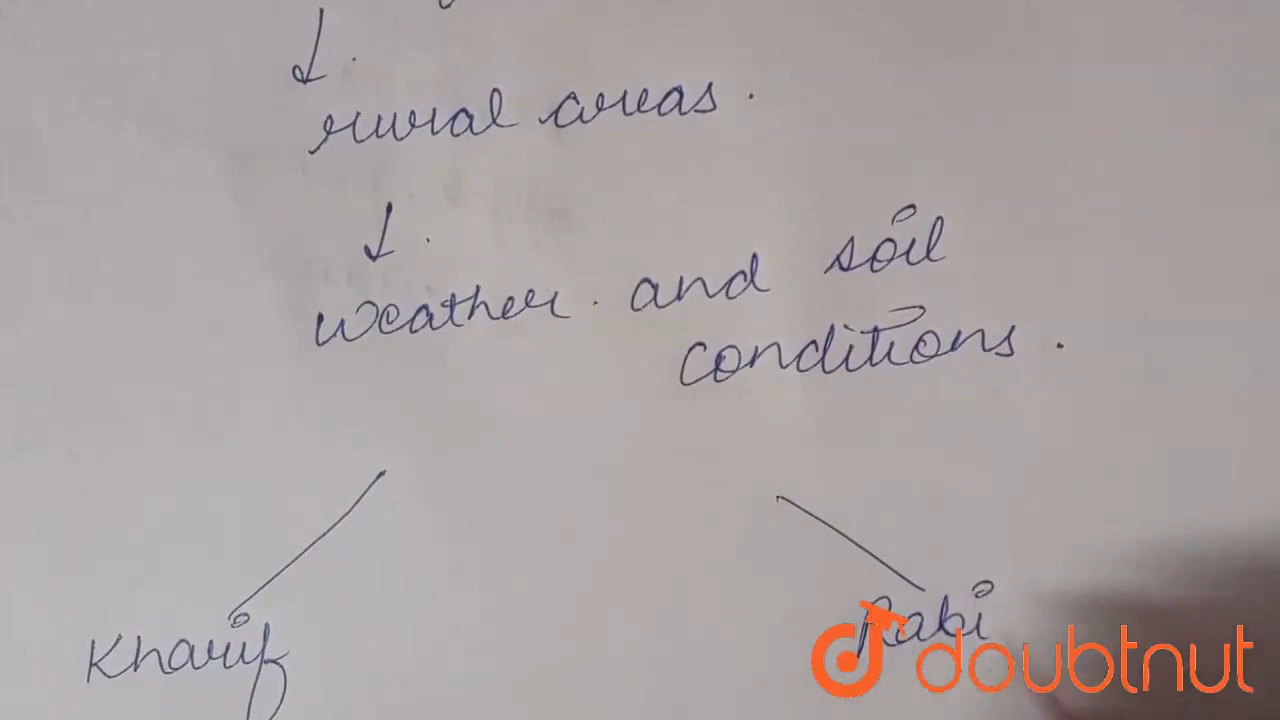 rural areas.
weather. and soil
conditions.
Kharif
Rabi
doubtnut